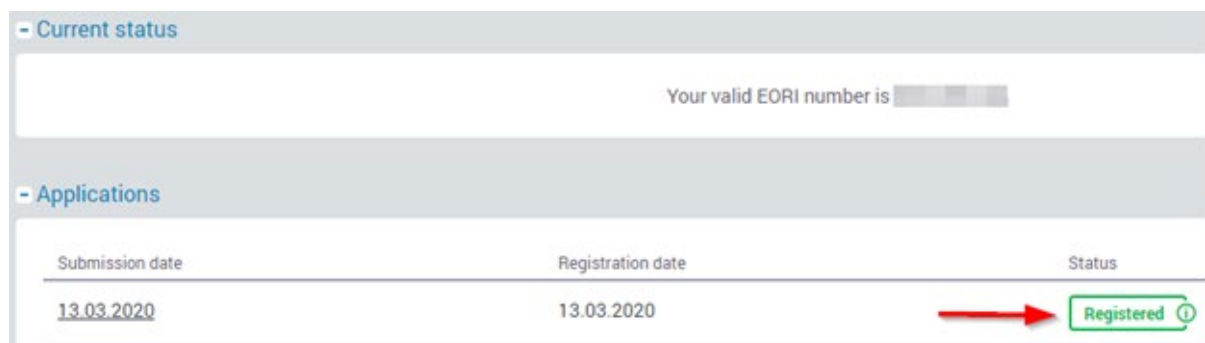 Current status
Your valid EORI number is
Applications
Submission date Registration date Status
13.03.2020 13.03.2020 Registered